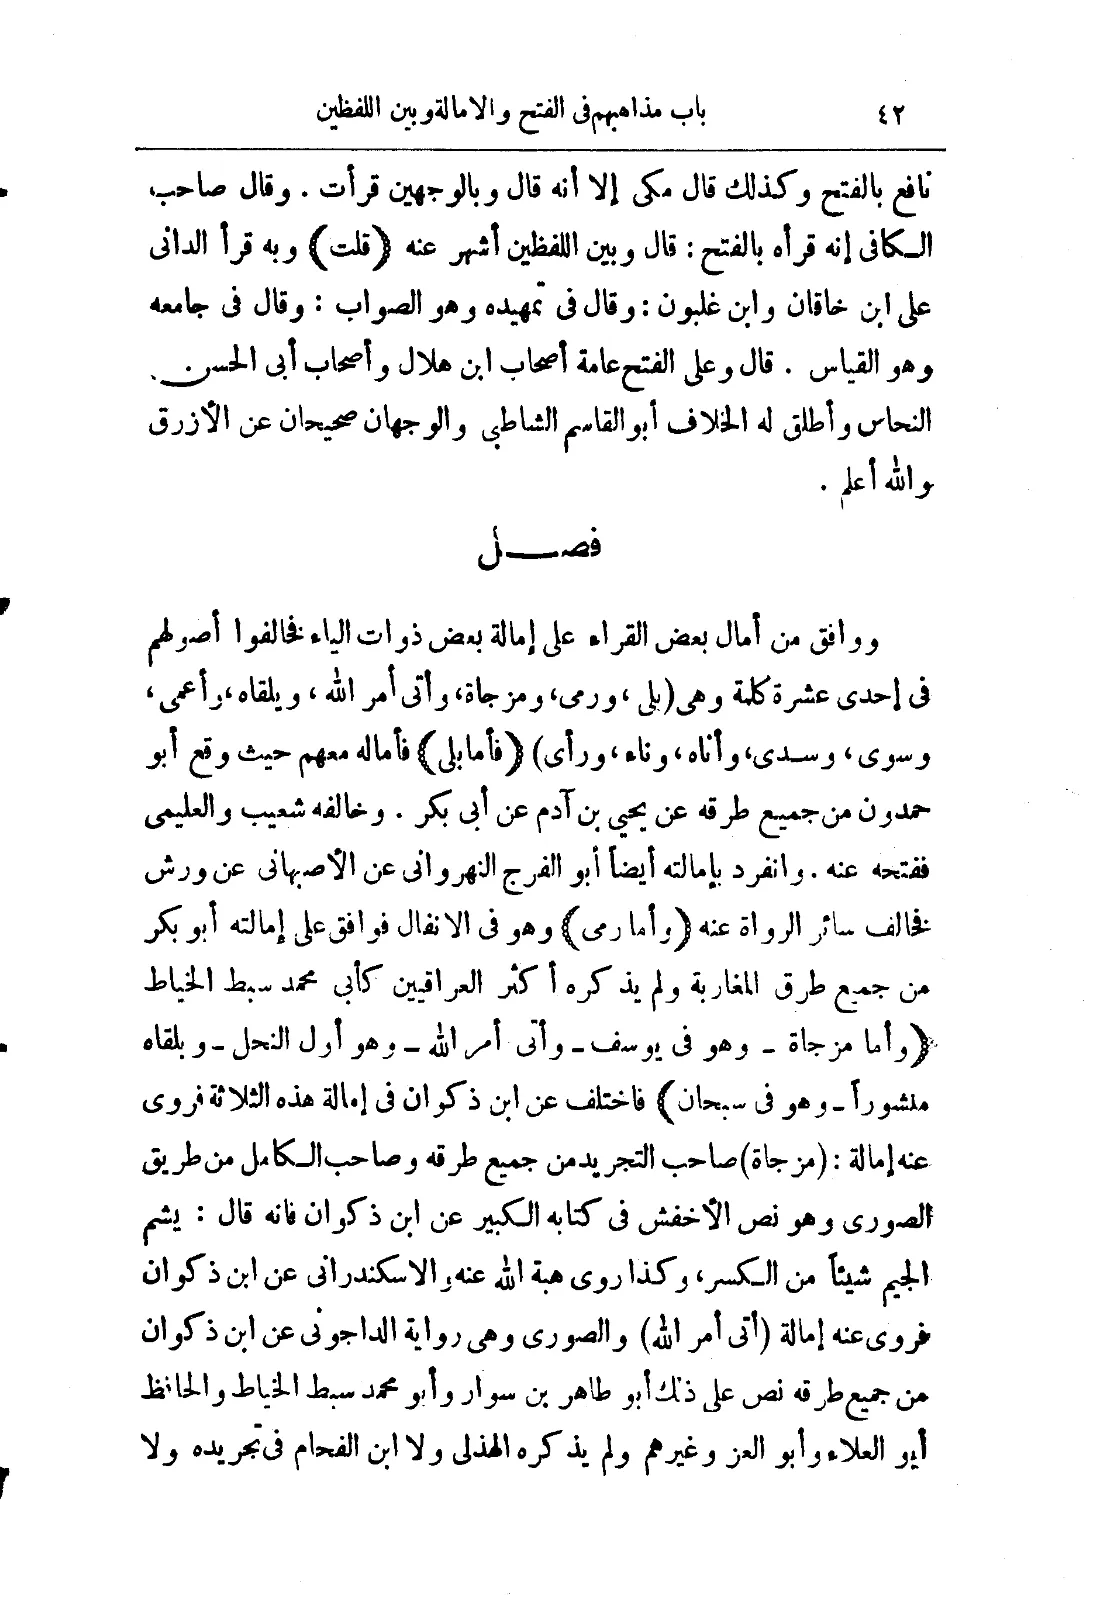 ٤٢ باب مذاهبهم فى الفتح والامالة وبين اللفظين
نافع بالفتح وكذلك قال مكى إلا أنه قال وبالوجهين قرأت . وقال صاحب
الكافى إنه قرأه بالفتح : قال وبين اللفظين أشهر عنه (قلت) وبه قرأ الدانى
على ابن خاقان وابن غلبون : وقال فى تمهيده وهو الصواب : وقال فى جامعه
وهو القياس . قال وعلى الفتح عامة أصحاب ابن هلال وأصحاب أبى الحسن
النحاس وأطلق له الخلاف أبو القاسم الشاطبى والوجهان صحيحان عن الأزرق
والله أعلم .
فصـــل
ووافق من أمال بعض القراء على إمالة بعض ذوات الياء فخالفوا أصولهم
فى إحدى عشرة كلمة وهى (بلى ، ورمى، ومزجاة، وأتى أمر الله ، ويلقاه، وأعمى،
وسوى، وسدى، وأناه، وناء، ورأى) (فأما بلى) فأماله معهم حيث وقع أبو
حمدون من جميع طرقه عن يحيى بن آدم عن أبى بكر . وخالفه شعيب والعليمى
ففتحه عنه . وانفرد بإمالته أيضاً أبو الفرج النهروانى عن الأصبهانى عن ورش
فخالف سائر الرواة عنه (وأما رمى) وهو فى الانفال فوافق على إمالته أبو بكر
من جميع طرق المغاربة ولم يذكره أكثر العراقيين كأبى محمد سبط الخياط
(وأما مزجاة ـ وهو فى يوسف ـ وأتى أمر الله ـ وهو أول النحل ـ ويلقاه
منشوراً ـ وهو فى سبحان) فاختلف عن ابن ذكوان فى إمالة هذه الثلاثة فروى
عنه إمالة : (مزجاة) صاحب التجريد من جميع طرقه وصاحب الكامل من طريق
الصورى وهو نص الأخفش فى كتابه الكبير عن ابن ذكوان فانه قال : يشم
الجيم شيئاً من الكسر، وكذا روى هبة الله عنه والاسكندرانى عن ابن ذكوان
فروى عنه إمالة (أتى أمر الله) والصورى وهى رواية الداجونى عن ابن ذكوان
من جميع طرقه نص على ذلك أبو طاهر بن سوار وأبو محمد سبط الخياط والحافظ
أبو العلاء وأبو العز وغيرهم ولم يذكره الهذلى ولا ابن الفحام فى تجريده ولا